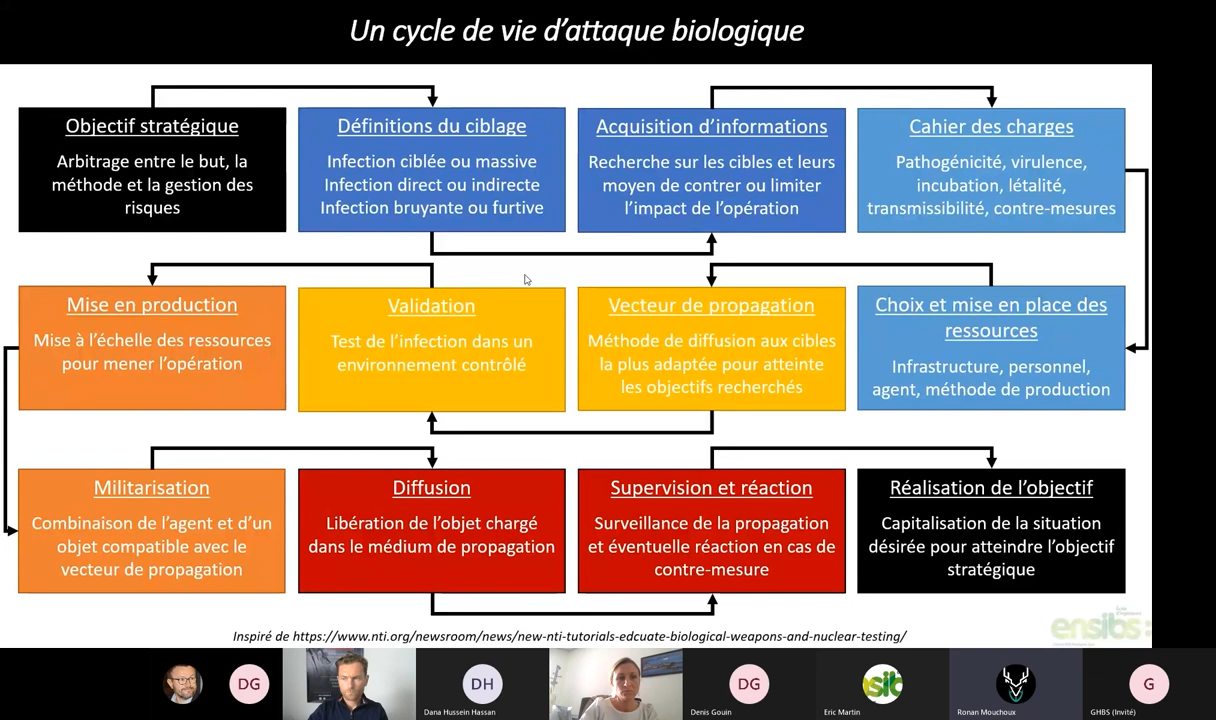 Un cycle de vie d'attaque biologique
Objectif stratégique
Arbitrage entre le but, la
méthode et la gestion des
risques
Définitions du ciblage
Infection ciblée ou massive
Infection direct ou indirecte
Infection bruyante ou furtive
Acquisition d'informations
Recherche sur les cibles et leurs
moyen de contrer ou limiter
l'impact de l'opération
Cahier des charges
Pathogénicité, virulence,
incubation, létalité,
transmissibilité, contre-mesures
Mise en production
Mise à l'échelle des ressources
pour mener l'opération
Validation
Test de l'infection dans un
environnement contrôlé
Vecteur de propagation
Méthode de diffusion aux cibles
la plus adaptée pour atteinte
les objectifs recherchés
Choix et mise en place des
ressources
Infrastructure, personnel,
agent, méthode de production
Militarisation
Combinaison de l'agent et d'un
objet compatible avec le
vecteur de propagation
Diffusion
Libération de l'objet chargé
dans le médium de propagation
Supervision et réaction
Surveillance de la propagation
et éventuelle réaction en cas de
contre-mesure
Réalisation de l'objectif
Capitalisation de la situation
désirée pour atteindre l'objectif
stratégique
Inspiré de https://www.nti.org/newsroom/news/new-nti-tutorials-edcuate-biological-weapons-and-nuclear-testing/
ensibs:
DG
DH
Dana Hussein Hassan
DG
Denis Gouin
sit
Eric Martin
Ronan Mouchoux
G
GHBS (Invité)